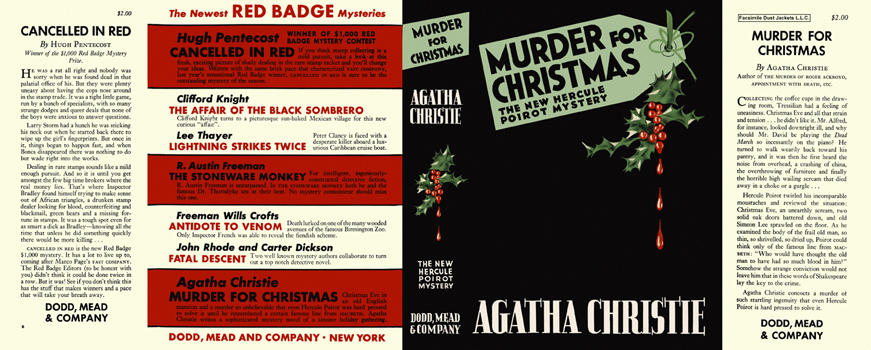 $2.00
CANCELLED IN RED
By HUGH PENTECOST
Winner of the $1,000 Red Badge Mystery
Prize.
HE was a rat all right and nobody was
sorry when he was found dead in that
palatial office of his. But they were plenty
uneasy about having the cops nose around
in the stamp trade. It was a tight little game,
run by a bunch of specialists, with so many
strange dodges and queer deals that none of
the boys were anxious to answer questions.
Larry Storm had a hunch he was sticking
his neck out when he started back there to
wipe up the girl's fingerprints. But once in
it, things began to happen fast, and when
Bones disappeared there was nothing to do
but wade right into the works.
Dealing in rare stamps sounds like a mild
enough pursuit. And so it is until you get
amongst the few big time brokers where the
real money lies. That's where Inspector
Bradley found himself trying to make some
out of African triangles, a drunken stamp
dealer looking for blood, counterfeiting and
blackmail, green hears and a missing for-
tune in stamps. It was a tough spot even for
as smart a dick as Bradley—knowing all the
time that unless he did something quickly
there would be more killing . . .
CANCELLED IN RED is the new Red Badge
$1,000 mystery. It has a lot to live up to,
coming after Marco Page's FAST COMPANY.
The Red Badge Editors (to be honest with
you) didn't think it could be done twice in
a row. But it was! See if you don't think this
has the stuff that makes winners and a pace
that will take your breath away.
DODD, MEAD
& COMPANY
The Newest RED BADGE Mysteries
Hugh Pentecost WINNER OF $1,000 RED
BADGE MYSTERY CONTEST
CANCELLED IN RED If you think stamp collecting is a
mild pursuit, take a look at this
fresh, exciting picture of shady dealing in the rare stamp racket and you'll change
your ideas. Written with the same brisk pace that characterized FAST COMPANY,
last year's sensational Red Badge winner, CANCELLED IN RED is sure to be the
outstanding mystery of the season.
Clifford Knight
THE AFFAIR OF THE BLACK SOMBRERO
Clifford Knight turns to a picturesque sun-baked Mexican village for this new
curious "affair".
Lee Thayer Peter Clancy is faced with a
LIGHTNING STRIKES TWICE desperate killer aboard a lux-
urious Caribbean cruise boat.
R. Austin Freeman
THE STONEWARE MONKEY For intelligent, ingeniously-
constructed detective fiction,
R. Austin Freeman is unsurpassed. In THE STONEWARE MONKEY both he and the
famous Dr. Thorndyke are at their best. No mystery connoisseur should miss
this one.
Freeman Wills Crofts
ANTIDOTE TO VENOM Death lurked on one of the many wooded
avenues of the famous Birmington Zoo.
Only Inspector French was able to reveal the fiendish scheme.
John Rhode and Carter Dickson
FATAL DESCENT Two well known mystery authors collaborate to turn
out a top notch detective novel.
Agatha Christie
MURDER FOR CHRISTMAS Christmas Eve in
an old English
mansion and a murder so unbelievable that even Hercule Poirot was hard pressed
to solve it until he remembered a certain famous line from MACBETH. Agatha
Christie writes a sophisticated mystery novel of a sinister holiday gathering.
DODD, MEAD AND COMPANY · NEW YORK
MURDER
FOR
CHRISTMAS
AGATHA
CHRISTIE
THE NEW
HERCULE
POIROT
MYSTERY
DODD, MEAD
& COMPANY
MURDER FOR
CHRISTMAS
THE NEW HERCULE
POIROT MYSTERY
AGATHA CHRISTIE
Facsimile Dust Jackets L.L.C. $2.00
MURDER FOR
CHRISTMAS
By AGATHA CHRISTIE
Author of THE MURDER OF ROGER ACKROYD,
APPOINTMENT WITH DEATH, ETC.
COLLECTING the coffee cups in the draw-
ing room, Tressilian had a feeling of
uneasiness. Christmas Eve and all that strain
and tension . . . he didn't like it. Mr. Alfred,
for instance, looked downright ill, and why
should Mr. David be playing the Dead
March so incessantly on the piano? He
turned to walk wearily back toward his
pantry, and it was then he first heard the
noise from overhead, a crashing of china,
the overthrowing of furniture and finally
the horrible high wailing scream that died
away in a choke or a gurgle . . .
Hercule Poirot twirled his incomparable
moustaches and reviewed the situation:
Christmas Eve, an unearthly scream, two
solid oak doors battered down, and old
Simeon Lee sprawled on the floor. As he
examined the body of the frail old man, so
thin, so shrivelled, so dried up, Poirot could
think only of the famous line from MAC-
BETH: "Who would have thought the old
man to have had so much blood in him?"
Somehow the strange conviction would not
leave him that in these words of Shakespeare
lay the key to the crime.
Agatha Christie concocts a murder of
such startling ingenuity that even Hercule
Poirot is hard pressed to solve it.
DODD, MEAD
& COMPANY